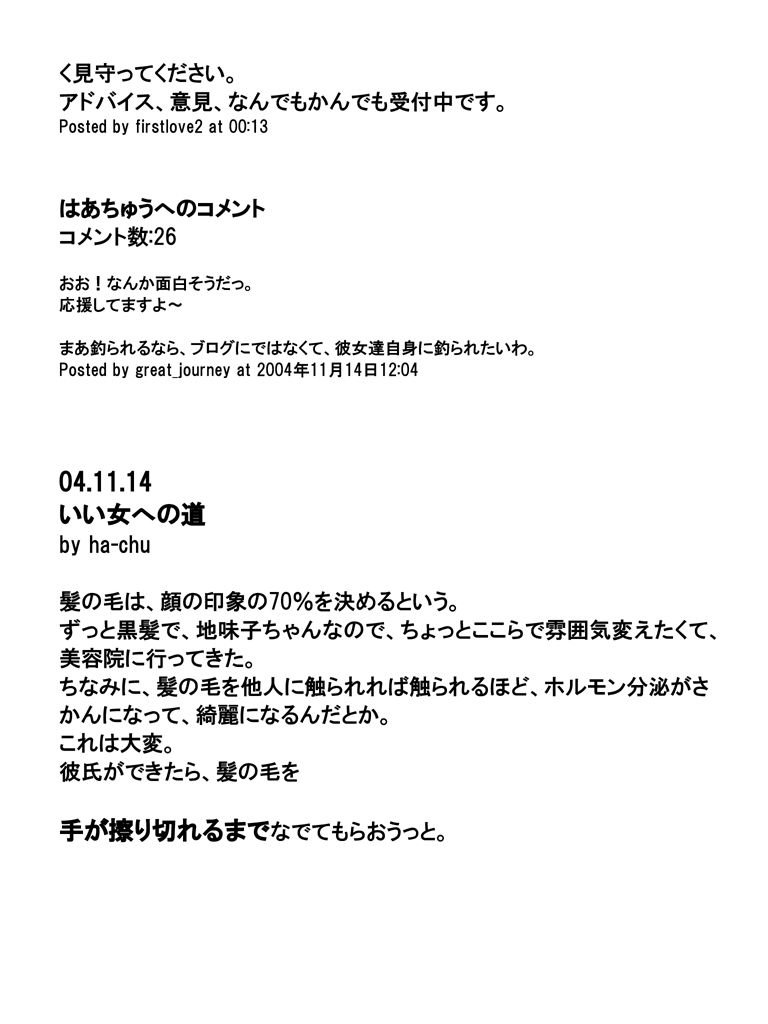 く見守ってください。
アドバイス、意見、なんでもかんでも受付中です。
Posted by firstlove2 at 00:13
はあちゅうへのコメント
コメント数:26
おお！なんか面白そうだっ。
応援してますよ～
まあ釣られるなら、ブログにではなくて、彼女達自身に釣られたいわ。
Posted by great_journey at 2004年11月14日12:04
04.11.14
いい女への道
by ha-chu
髪の毛は、顔の印象の70％を決めるという。
ずっと黒髪で、地味子ちゃんなので、ちょっとここらで雰囲気変えたくて、
美容院に行ってきた。
ちなみに、髪の毛を他人に触られれば触られるほど、ホルモン分泌がさ
かんになって、綺麗になるんだとか。
これは大変。
彼氏ができたら、髪の毛を
手が擦り切れるまでなでてもらおうっと。